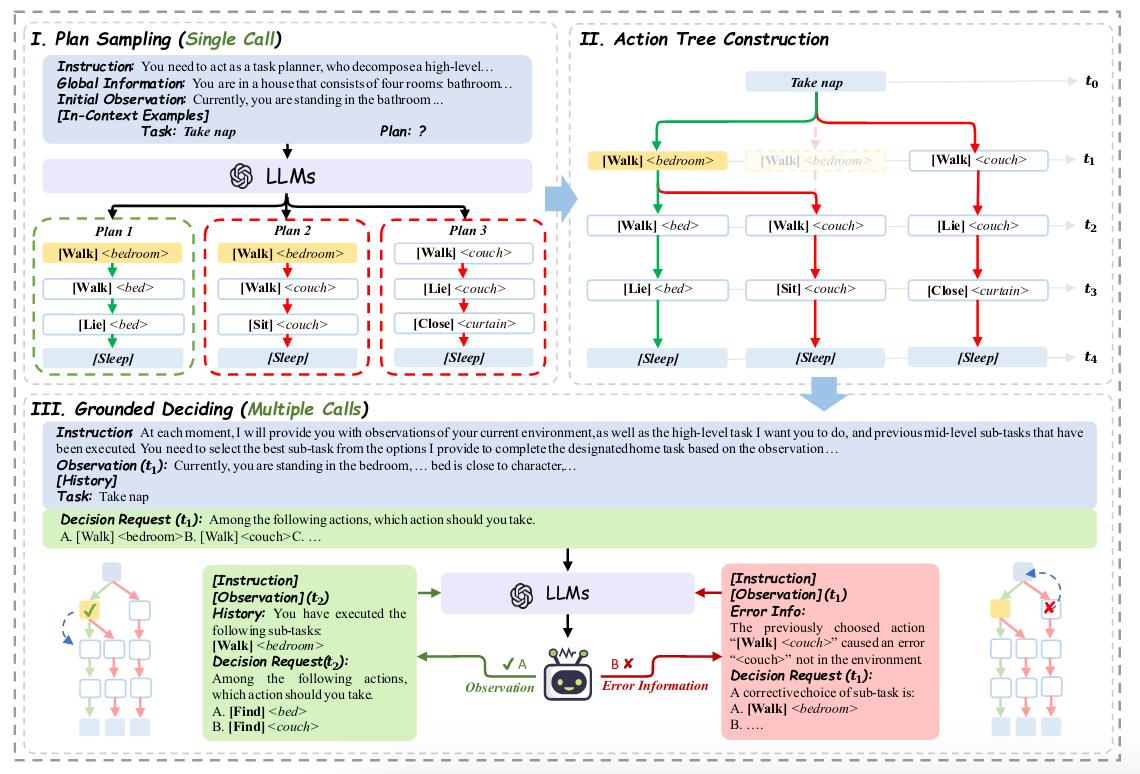 I. Plan Sampling (Single Call)
Instruction: You need to act as a task planner, who decompose a high-level…
Global Information: You are in a house that consists of four rooms: bathroom…
Initial Observation: Currently, you are standing in the bathroom ...
[In-Context Examples]
Task: Take nap Plan: ?
LLMs
Plan 1
[Walk] <bedroom>
[Walk] <bed>
[Lie] <bed>
[Sleep]
Plan 2
[Walk] <bedroom>
[Walk] <couch>
[Sit] <couch>
[Sleep]
Plan 3
[Walk] <couch>
[Lie] <couch>
[Close] <curtain>
[Sleep]
II. Action Tree Construction
Take nap t0
[Walk] <bedroom> [Walk] <bedroom> [Walk] <couch> t1
[Walk] <bed> [Walk] <couch> [Lie] <couch> t2
[Lie] <bed> [Sit] <couch> [Close] <curtain> t3
[Sleep] [Sleep] [Sleep] t4
III. Grounded Deciding (Multiple Calls)
Instruction: At each moment, I will provide you with observations of your current environment, as well as the high-level task I want you to do, and previous mid-level sub-tasks that have
been executed. You need to select the best sub-task from the options I provide to complete the designated home task based on the observation…
Observation (t1): Currently, you are standing in the bedroom, … bed is close to character,…
[History]
Task: Take nap
Decision Request (t1): Among the following actions, which action should you take.
A. [Walk] <bedroom> B. [Walk] <couch> C. …
[Instruction]
[Observation] (t2)
History: You have executed the
following sub-tasks:
[Walk] <bedroom>
Decision Request(t2):
Among the following actions,
which action should you take.
A. [Find] <bed>
B. [Find] <couch>
LLMs
✓ A
Observation
B ✘
Error Information
[Instruction]
[Observation] (t1)
Error Info:
The previously choosed action
“[Walk] <couch>” caused an error
“<couch>” not in the environment
Decision Request (t1):
A corrective choice of sub-task is:
A. [Walk] <bedroom>
B. ….